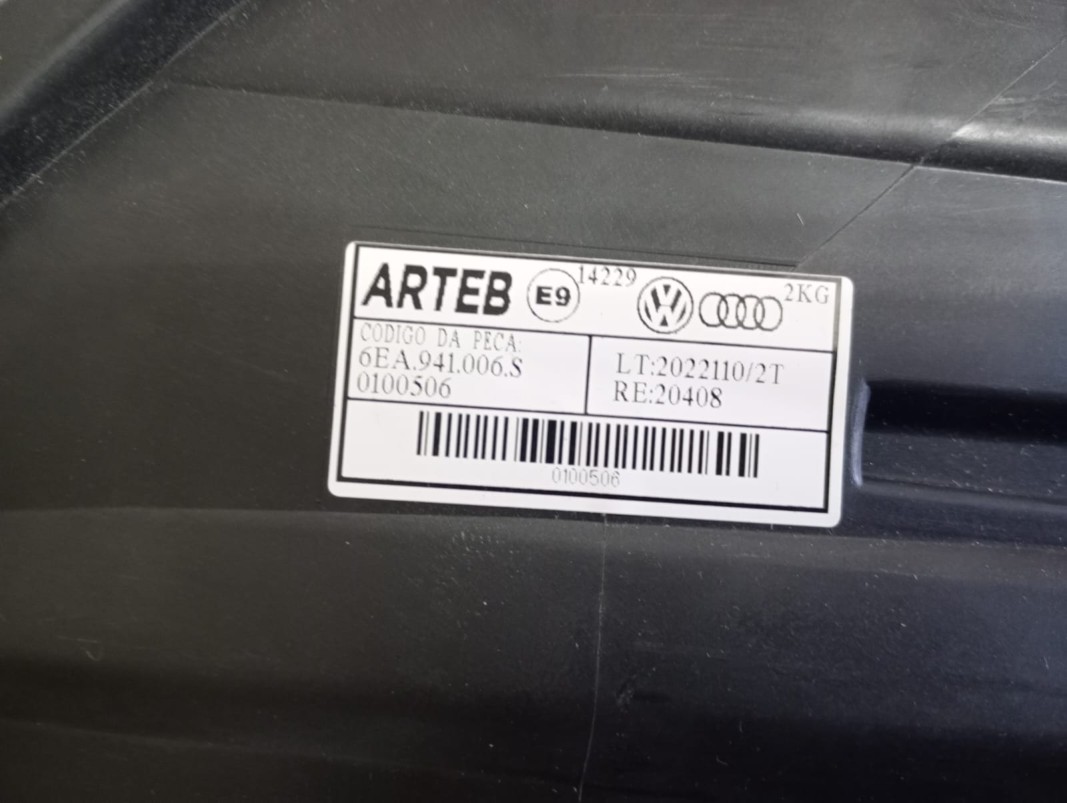 ARTEB E9 14229 2KG
CODIGO DA PECA:
6EA.941.006.S
0100506
LT:2022110/2T
RE:20408
0100506